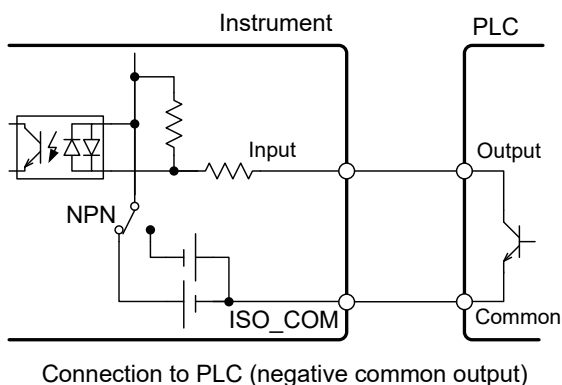 Instrument
PLC
Input
Output
NPN
ISO_COM
Common
Connection to PLC (negative common output)